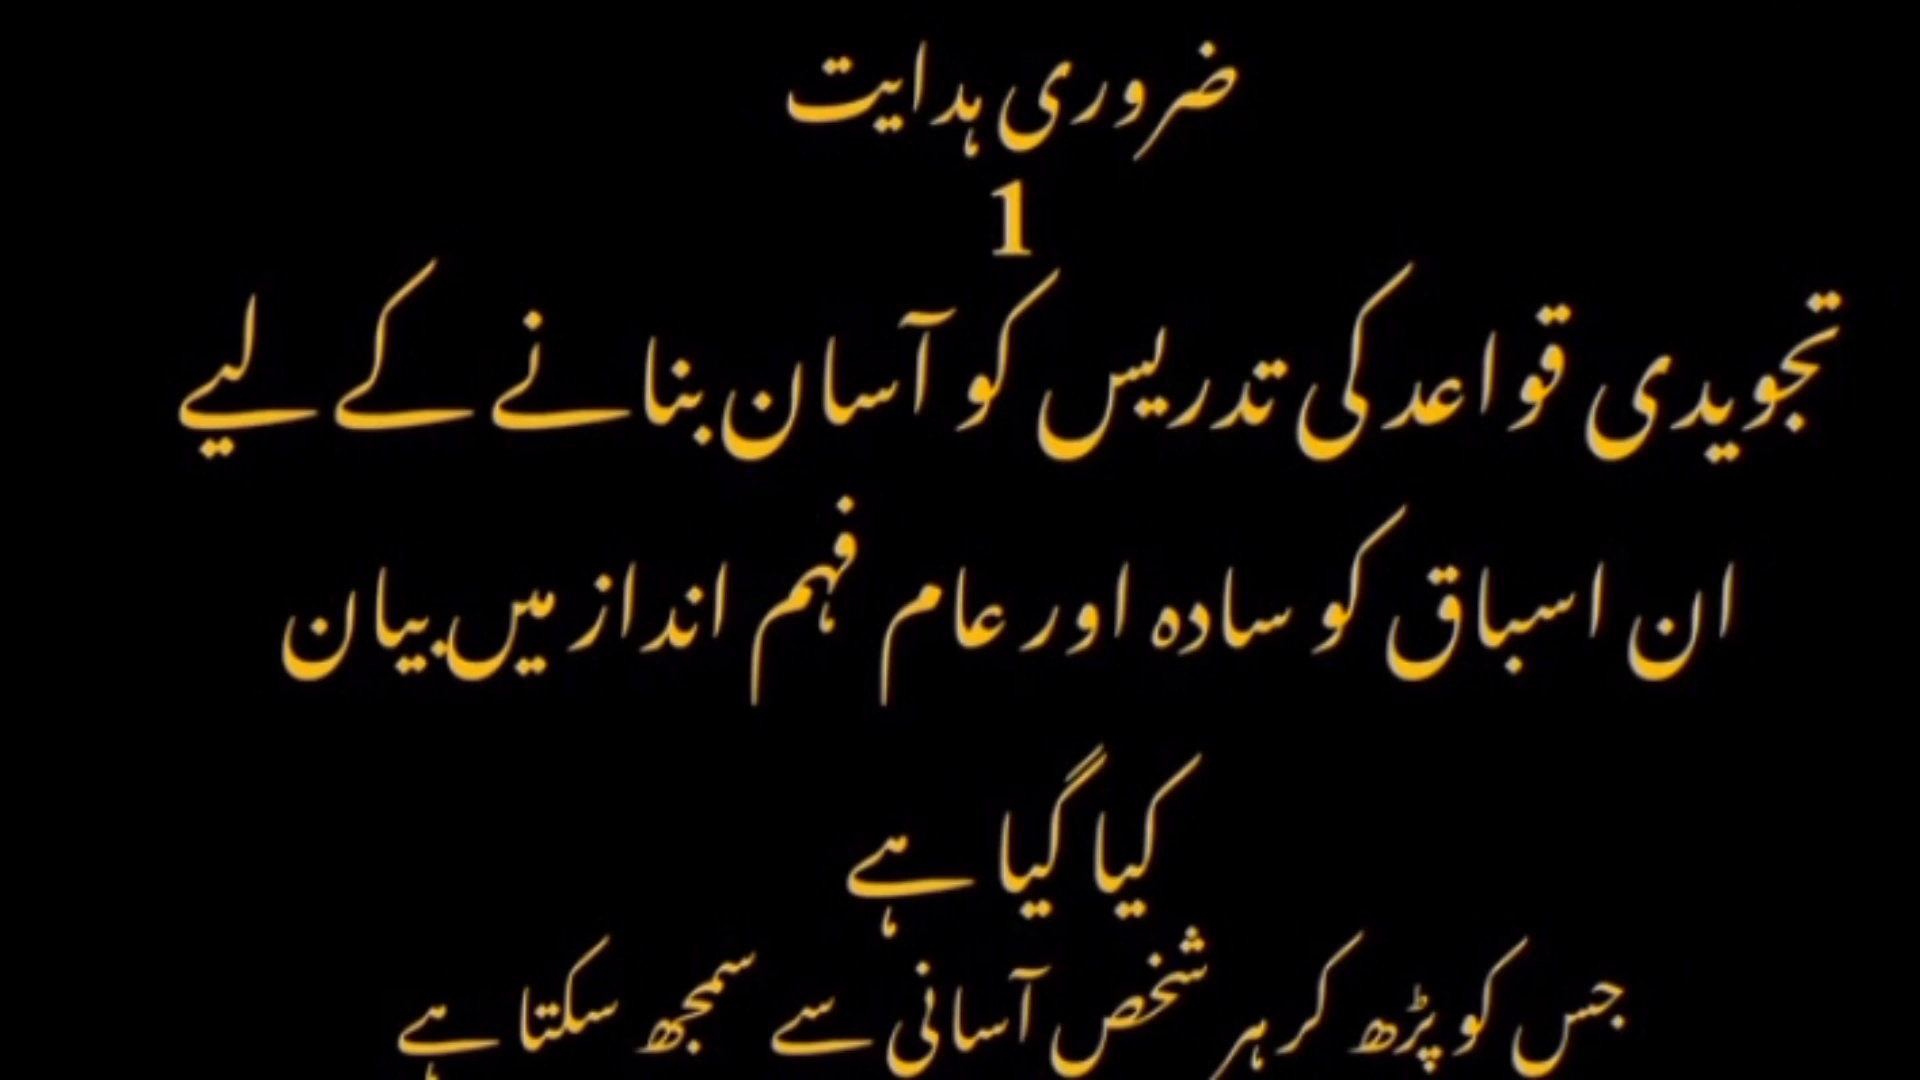 ضروری ہدایت
1
تجویدی قواعد کی تدریس کو آسان بنانے کے لیے
ان اسباق کو سادہ اور عام فہم انداز میں بیان
کیا گیا ہے
جس کو پڑھ کر ہر شخص آسانی سے سمجھ سکتا ہے